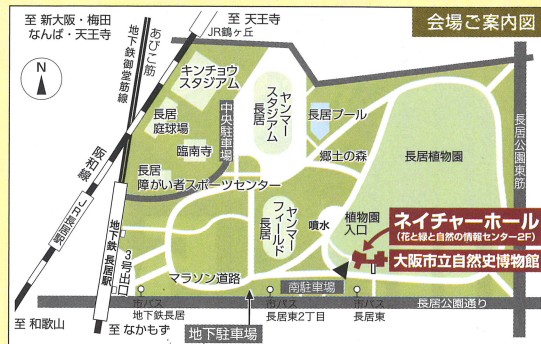 会場ご案内図
至 新大阪・梅田
なんば・天王寺
至 天王寺
JR鶴ヶ丘
あびこ筋
地下鉄御堂筋線
N
キンチョウ
スタジアム
ヤンマー
スタジアム
長居
長居プール
長居
庭球場
中央駐車場
臨南寺
郷土の森
長居植物園
長居公園東筋
阪和線
JR長居駅
長居
障がい者スポーツセンター
ヤンマー
フィールド
長居
噴水
植物園
入口
ネイチャーホール
(花と緑と自然の情報センター2F)
大阪市立自然史博物館
地下鉄 長居駅
3号出口
マラソン道路
南駐車場
市バス
地下鉄長居
市バス
長居東2丁目
市バス
長居東
長居公園通り
至 和歌山
至 なかもず
地下駐車場